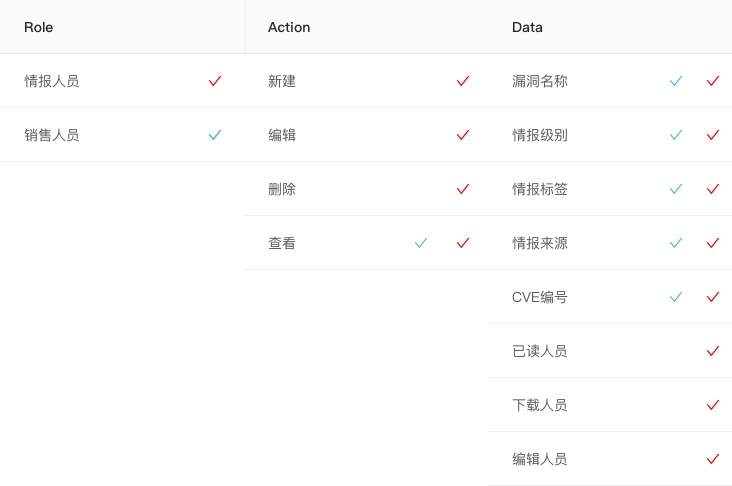 Role Action Data
情报人员 新建 漏洞名称
销售人员 编辑 情报级别
删除 情报标签
查看 情报来源
CVE编号
已读人员
下载人员
编辑人员